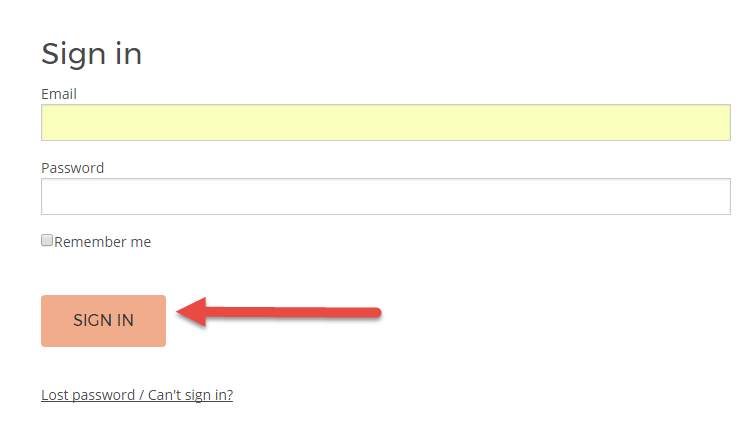 Sign in
Email
Password
Remember me
SIGN IN
Lost password / Can't sign in?